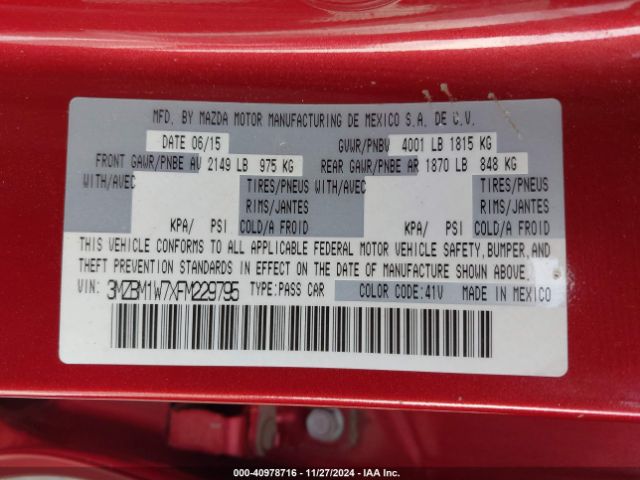 MFD. BY MAZDA MOTOR MANUFACTURING DE MEXICO S.A. DE C.V.
DATE 06/15 GVWR/PNBV 4001 LB 1815 KG
FRONT GAWR/PNBE AV 2149 LB 975 KG REAR GAWR/PNBE AR 1870 LB 848 KG
WITH/AVEC TIRES/PNEUS WITH/AVEC TIRES/PNEUS
RIMS/JANTES RIMS/JANTES
KPA/ PSI COLD/A FROID KPA/ PSI COLD/A FROID
THIS VEHICLE CONFORMS TO ALL APPLICABLE FEDERAL MOTOR VEHICLE SAFETY, BUMPER, AND
THEFT PREVENTION STANDARDS IN EFFECT ON THE DATE OF MANUFACTURE SHOWN ABOVE.
VIN: 3MZBM1W7XFM229795 TYPE:PASS CAR COLOR CODE:41V MADE IN MEXICO
000-40978716 - 11/27/2024 - IAA Inc.